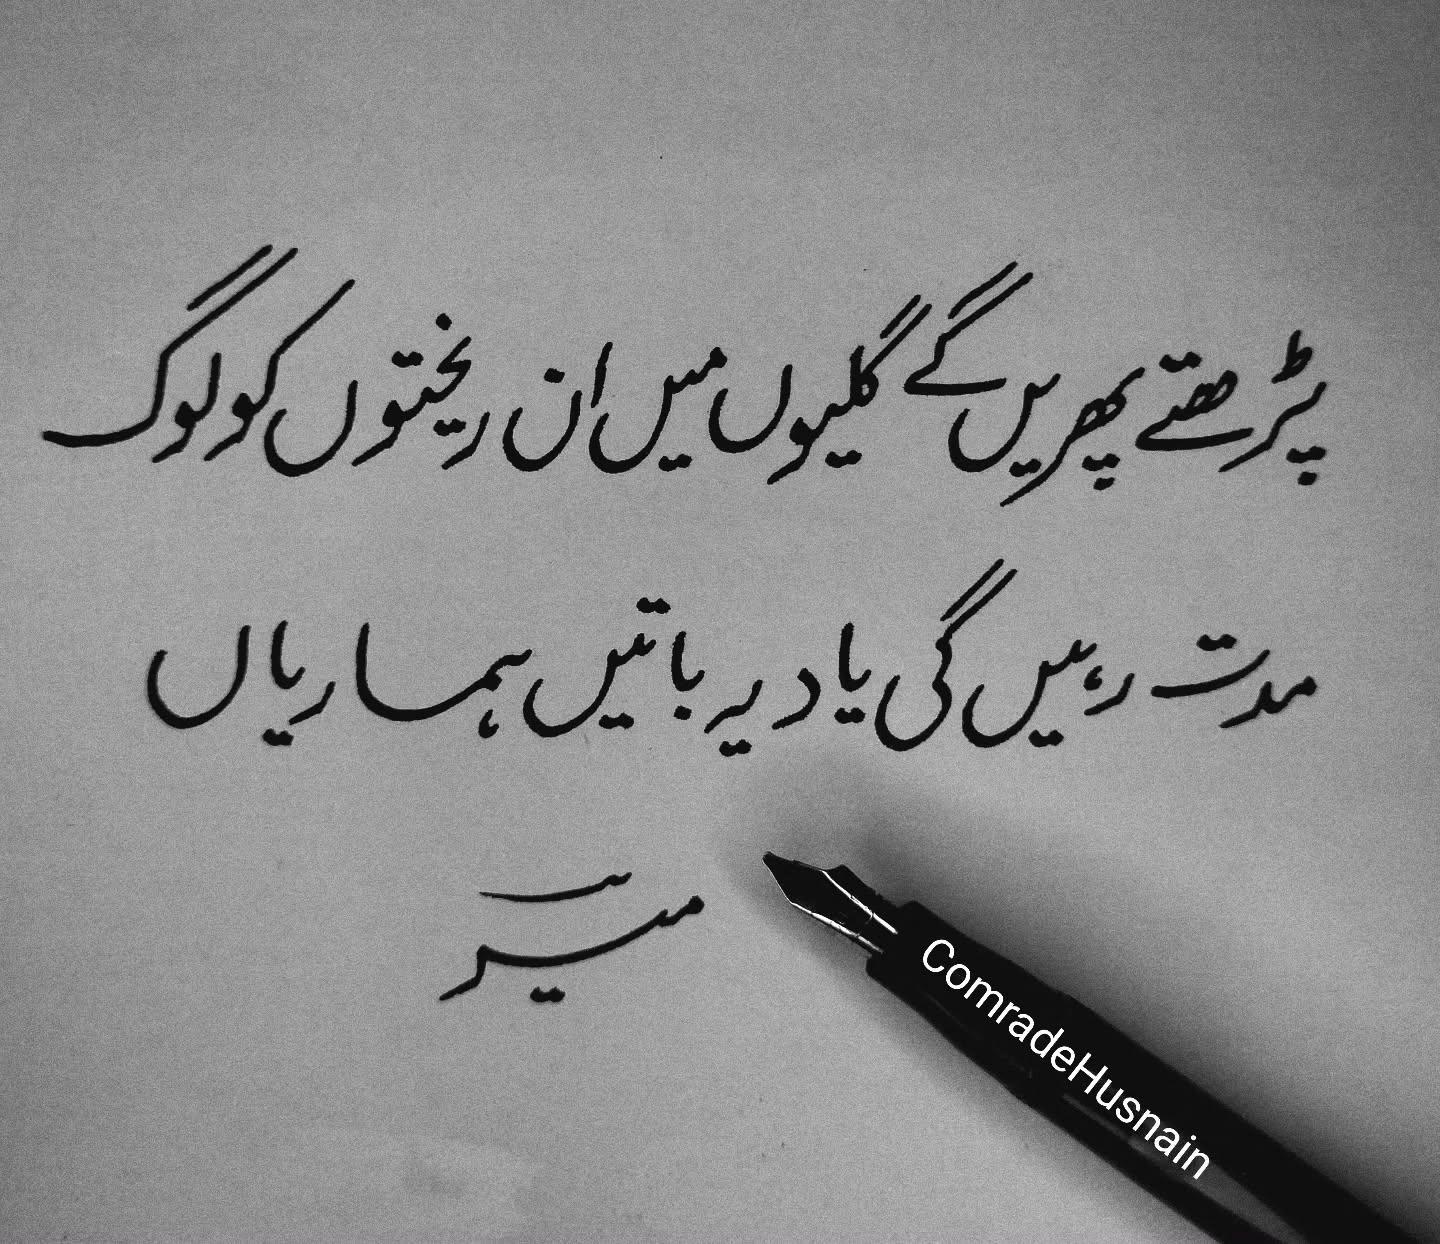 پڑھتے پھریں گے گلیوں میں ان ریختوں کو لوگ
مدت رہیں گی یاد یہ باتیں ہماریاں
میر
ComradeHusnain